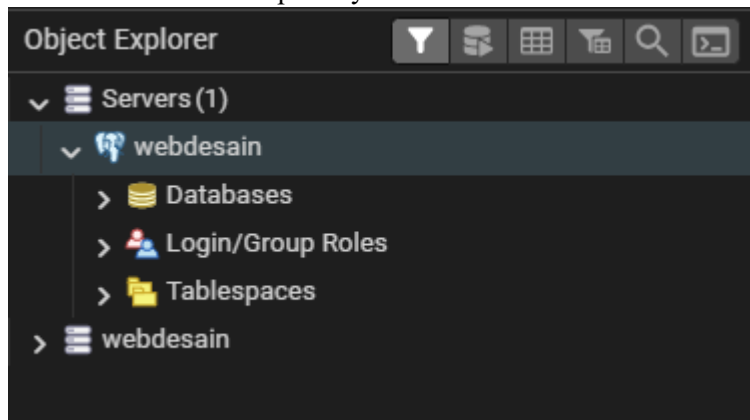 Object Explorer
Servers (1)
webdesain
Databases
Login/Group Roles
Tablespaces
webdesain